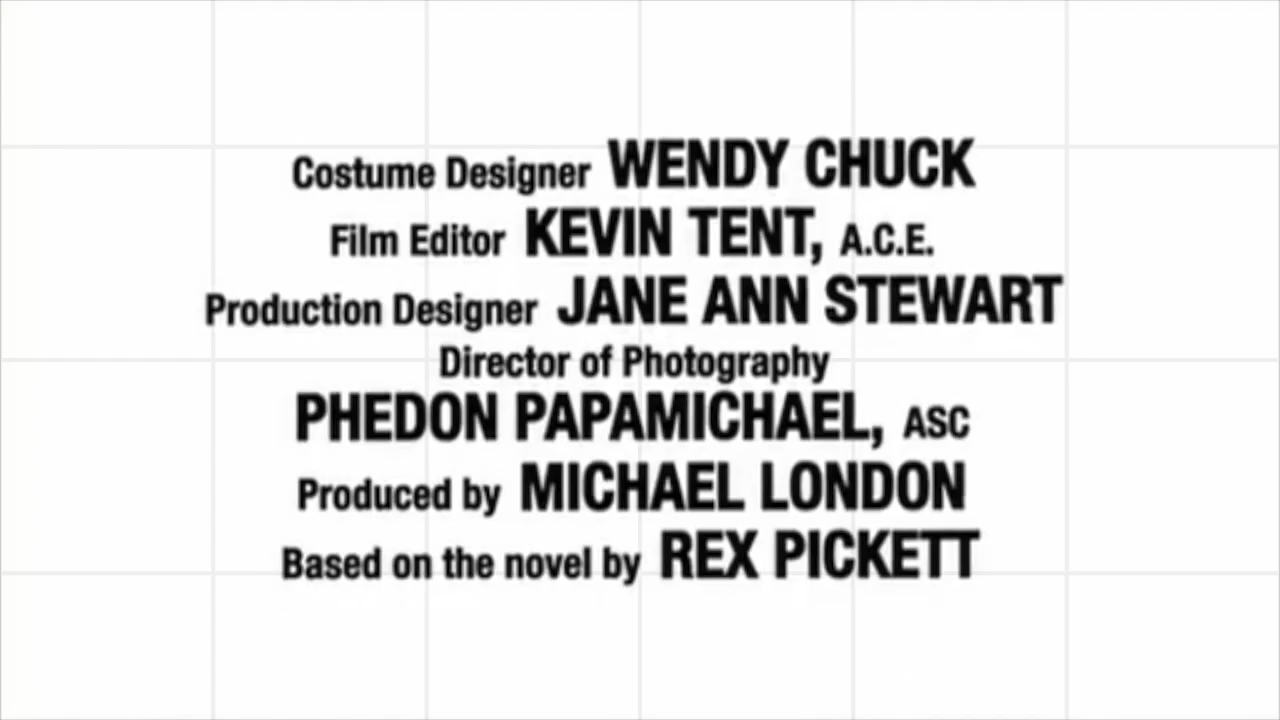 Costume Designer WENDY CHUCK
Film Editor KEVIN TENT, A.C.E.
Production Designer JANE ANN STEWART
Director of Photography
PHEDON PAPAMICHAEL, ASC
Produced by MICHAEL LONDON
Based on the novel by REX PICKETT